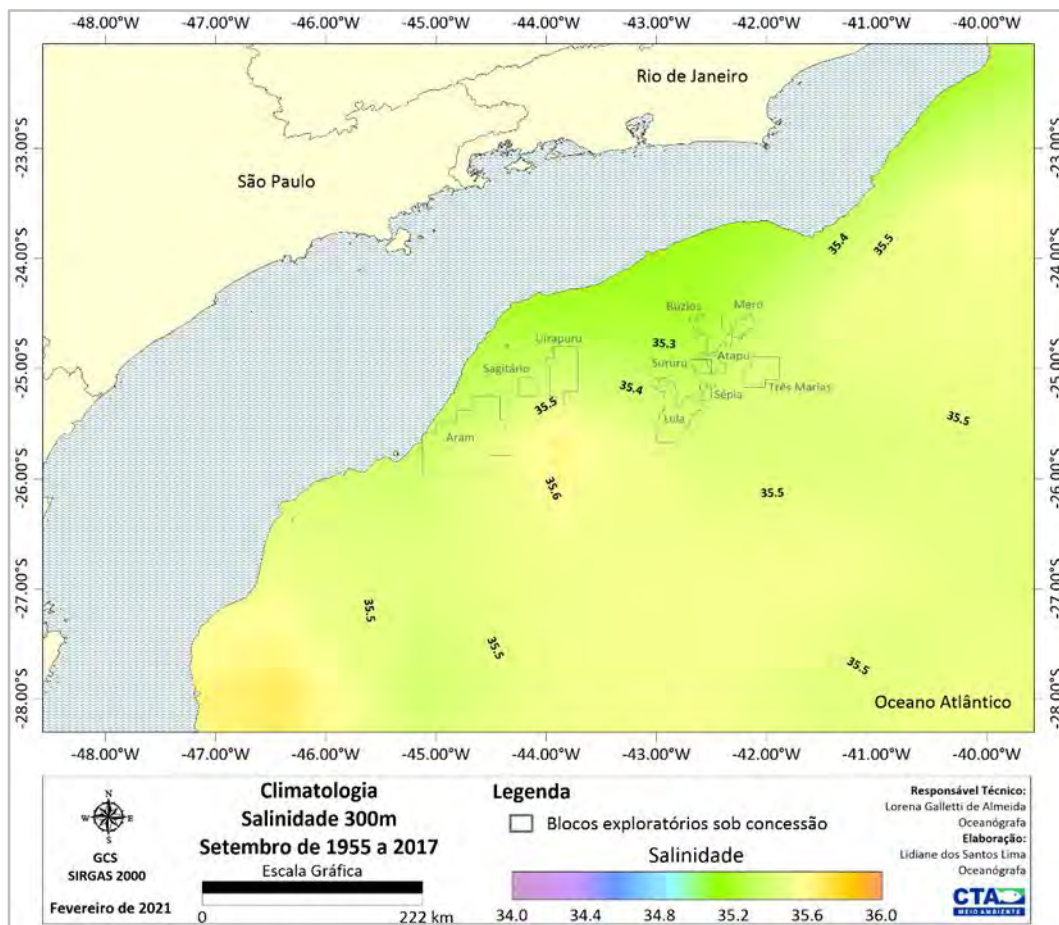 -48.00°W -47.00°W -46.00°W -45.00°W -44.00°W -43.00°W -42.00°W -41.00°W -40.00°W
Rio de Janeiro
-23.00°S -23.00°S
São Paulo
35.4 35.5
-24.00°S -24.00°S
Búzios Mero
Uirapuru 35.3
Sururu Atapu
-25.00°S -25.00°S
Sagitário 35.4 Três Marias
Sépia
35.5 Lula 35.5
Aram
-26.00°S -26.00°S
35.6 35.5
-27.00°S -27.00°S
35.5
35.5 35.5
-28.00°S -28.00°S
Oceano Atlântico
-48.00°W -47.00°W -46.00°W -45.00°W -44.00°W -43.00°W -42.00°W -41.00°W -40.00°W
N
W E
S
GCS
SIRGAS 2000
Fevereiro de 2021
Climatologia
Salinidade 300m
Setembro de 1955 a 2017
Escala Gráfica
0 222 km
Legenda
Blocos exploratórios sob concessão
Salinidade
34.0 34.4 34.8 35.2 35.6 36.0
Responsável Técnico:
Lorena Galletti de Almeida
Oceanógrafa
Elaboração:
Lidiane dos Santos Lima
Oceanógrafa
CTA
MEIO AMBIENTE